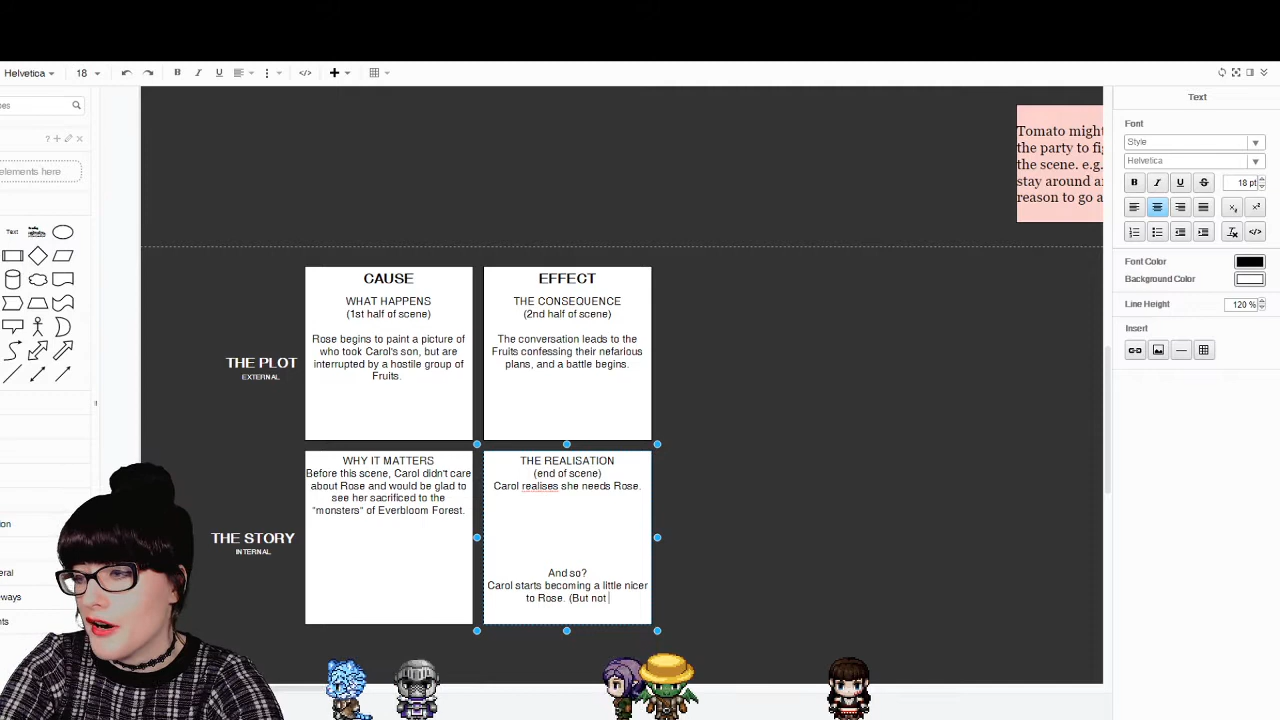 Helvetica
18
B I U
Text
Font
Style
Helvetica
B I U S
18 pt
Font Color
Background Color
Line Height
120 %
Insert
elements here
Text
Tomato might
the party to fi
the scene. e.g.
stay around a
reason to go a
CAUSE
WHAT HAPPENS
(1st half of scene)
Rose begins to paint a picture of
who took Carol's son, but are
interrupted by a hostile group of
Fruits.
EFFECT
THE CONSEQUENCE
(2nd half of scene)
The conversation leads to the
Fruits confessing their nefarious
plans, and a battle begins.
THE PLOT
EXTERNAL
WHY IT MATTERS
Before this scene, Carol didn't care
about Rose and would be glad to
see her sacrificed to the
"monsters" of Everbloom Forest.
THE REALISATION
(end of scene)
Carol realises she needs Rose.
And so?
Carol starts becoming a little nicer
to Rose. (But not
THE STORY
INTERNAL